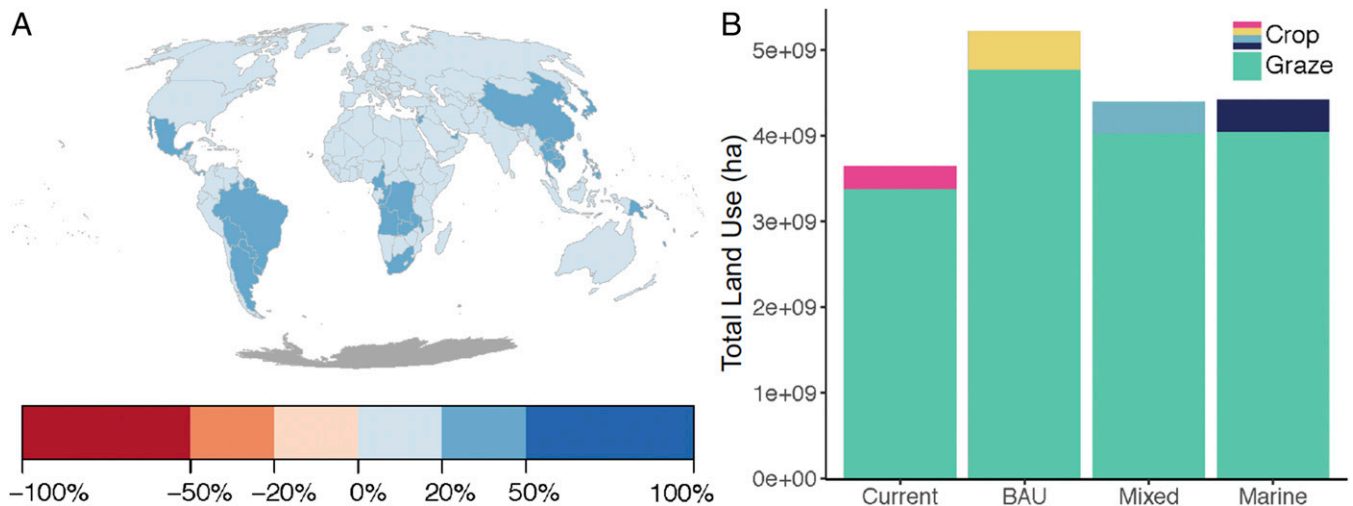 A
−100%
−50%
−20%
0%
20%
50%
100%
B
Total Land Use (ha)
5e+09
4e+09
3e+09
2e+09
1e+09
0e+00
Crop
Graze
Current
BAU
Mixed
Marine